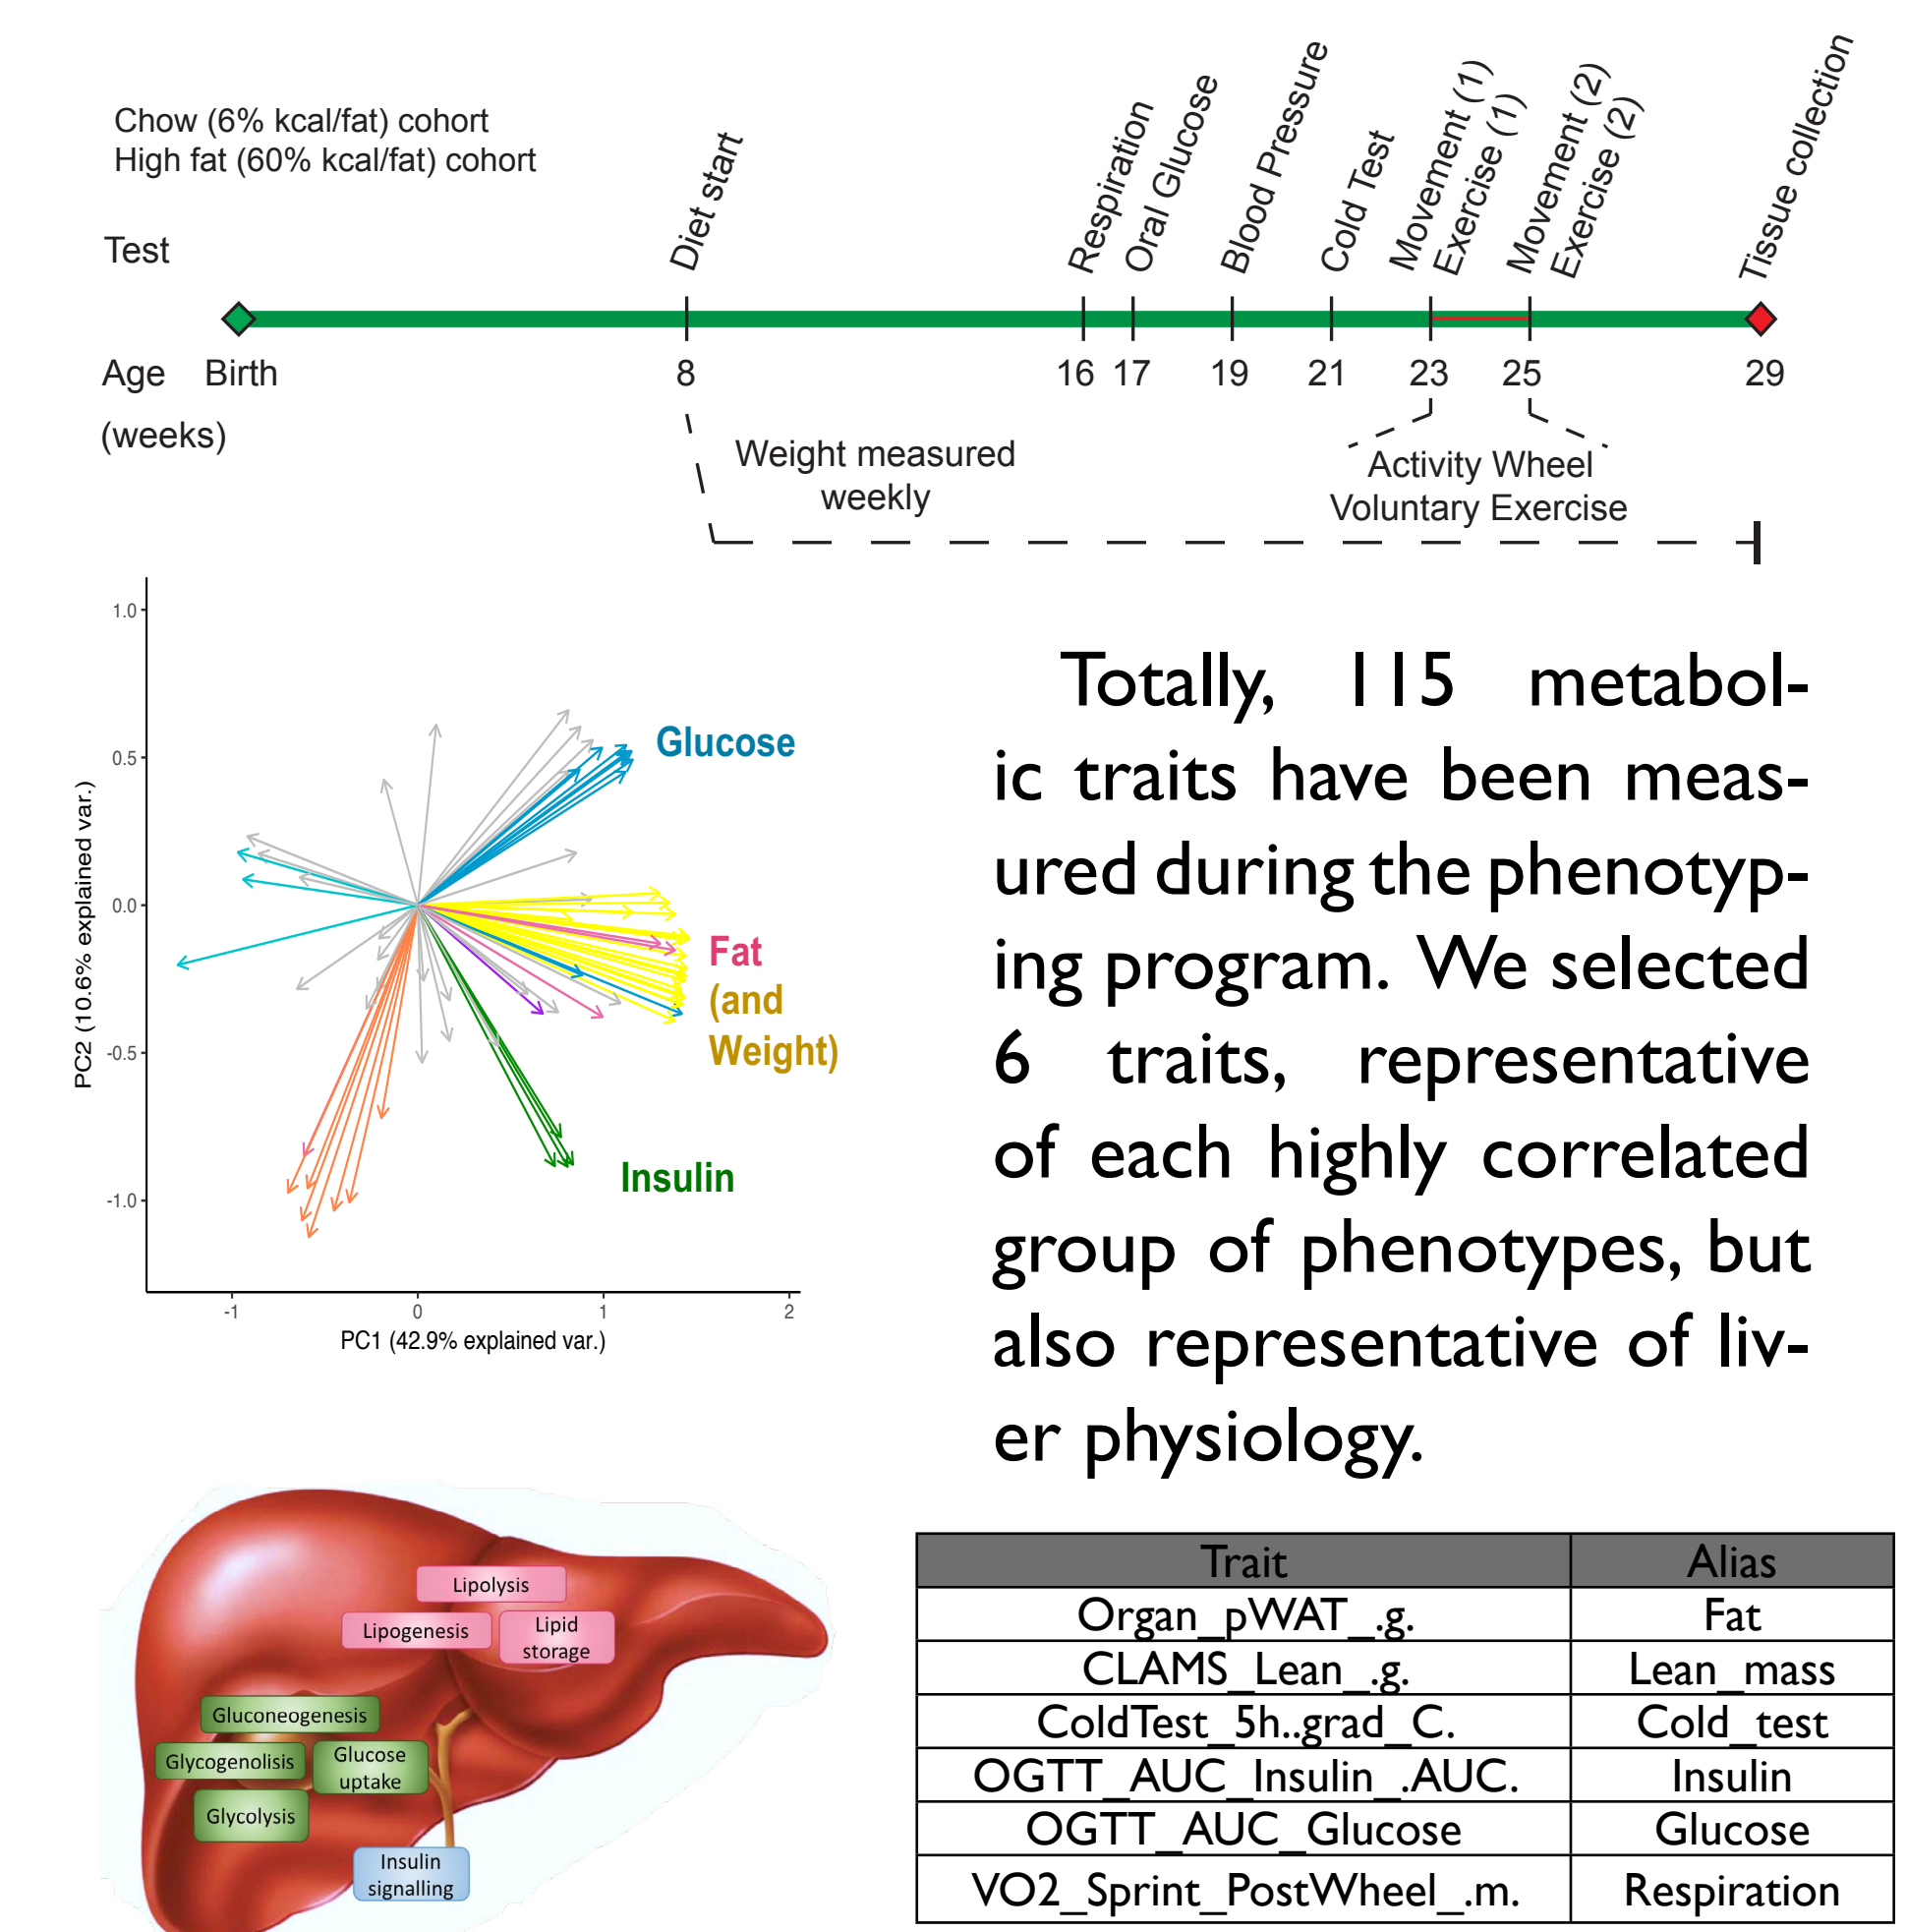 Chow (6% kcal/fat) cohort
High fat (60% kcal/fat) cohort
Test
Diet start
Respiration
Oral Glucose
Blood Pressure
Cold Test
Movement (1)
Exercise (1)
Movement (2)
Exercise (2)
Tissue collection
Age Birth 8 16 17 19 21 23 25 29
(weeks)
Weight measured
weekly
Activity Wheel
Voluntary Exercise
1.0
0.5
0.0
-0.5
-1.0
PC2 (10.6% explained var.)
-1 0 1 2
PC1 (42.9% explained var.)
Glucose
Fat
(and
Weight)
Insulin
Totally, 115 metabol-
ic traits have been meas-
ured during the phenotyp-
ing program. We selected
6 traits, representative
of each highly correlated
group of phenotypes, but
also representative of liv-
er physiology.
Lipolysis
Lipogenesis
Lipid
storage
Gluconeogenesis
Glycogenolisis
Glucose
uptake
Glycolysis
Insulin
signalling
Trait Alias
Organ_pWAT_.g. Fat
CLAMS_Lean_.g. Lean_mass
ColdTest_5h..grad_C. Cold_test
OGTT_AUC_Insulin_.AUC. Insulin
OGTT_AUC_Glucose Glucose
VO2_Sprint_PostWheel_.m. Respiration